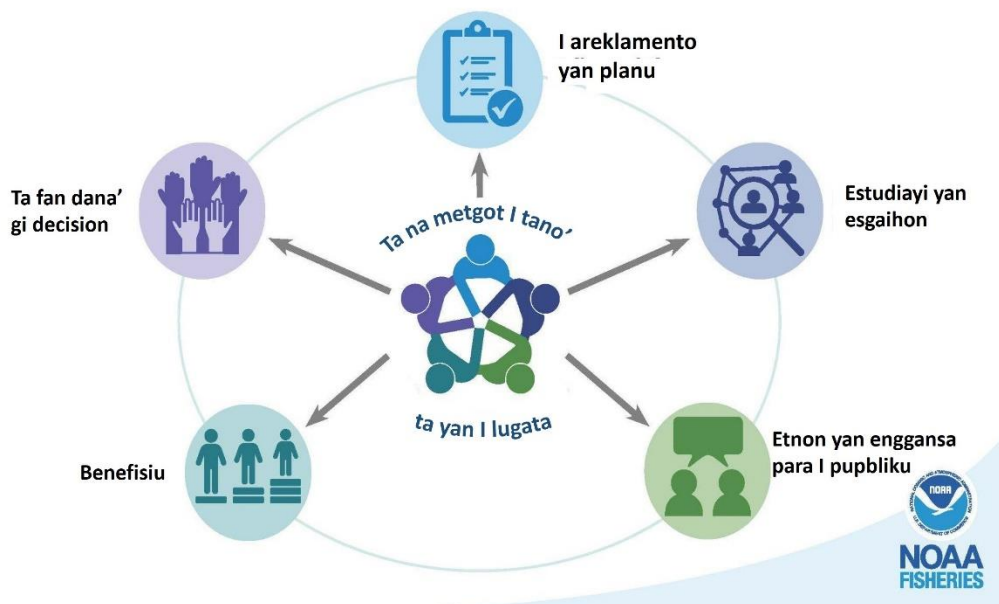 I areklamento
yan planu
Estudiayi yan
esgaihon
Etnon yan enggansa
para I pupbliku
Benefisiu
Ta fan dana’
gi decision
Ta na metgot I tano’
ta yan I lugata
NOAA
NOAA
FISHERIES